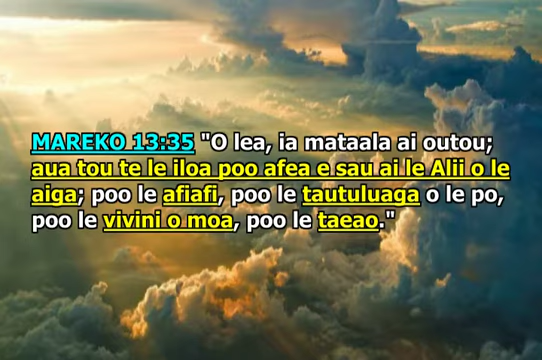 MAREKO 13:35 "O lea, ia mataala ai outou;
aua tou te le iloa poo afea e sau ai le Alii o le
aiga; poo le afiafi, poo le tautuluaga o le po,
poo le vivini o moa, poo le taeao."